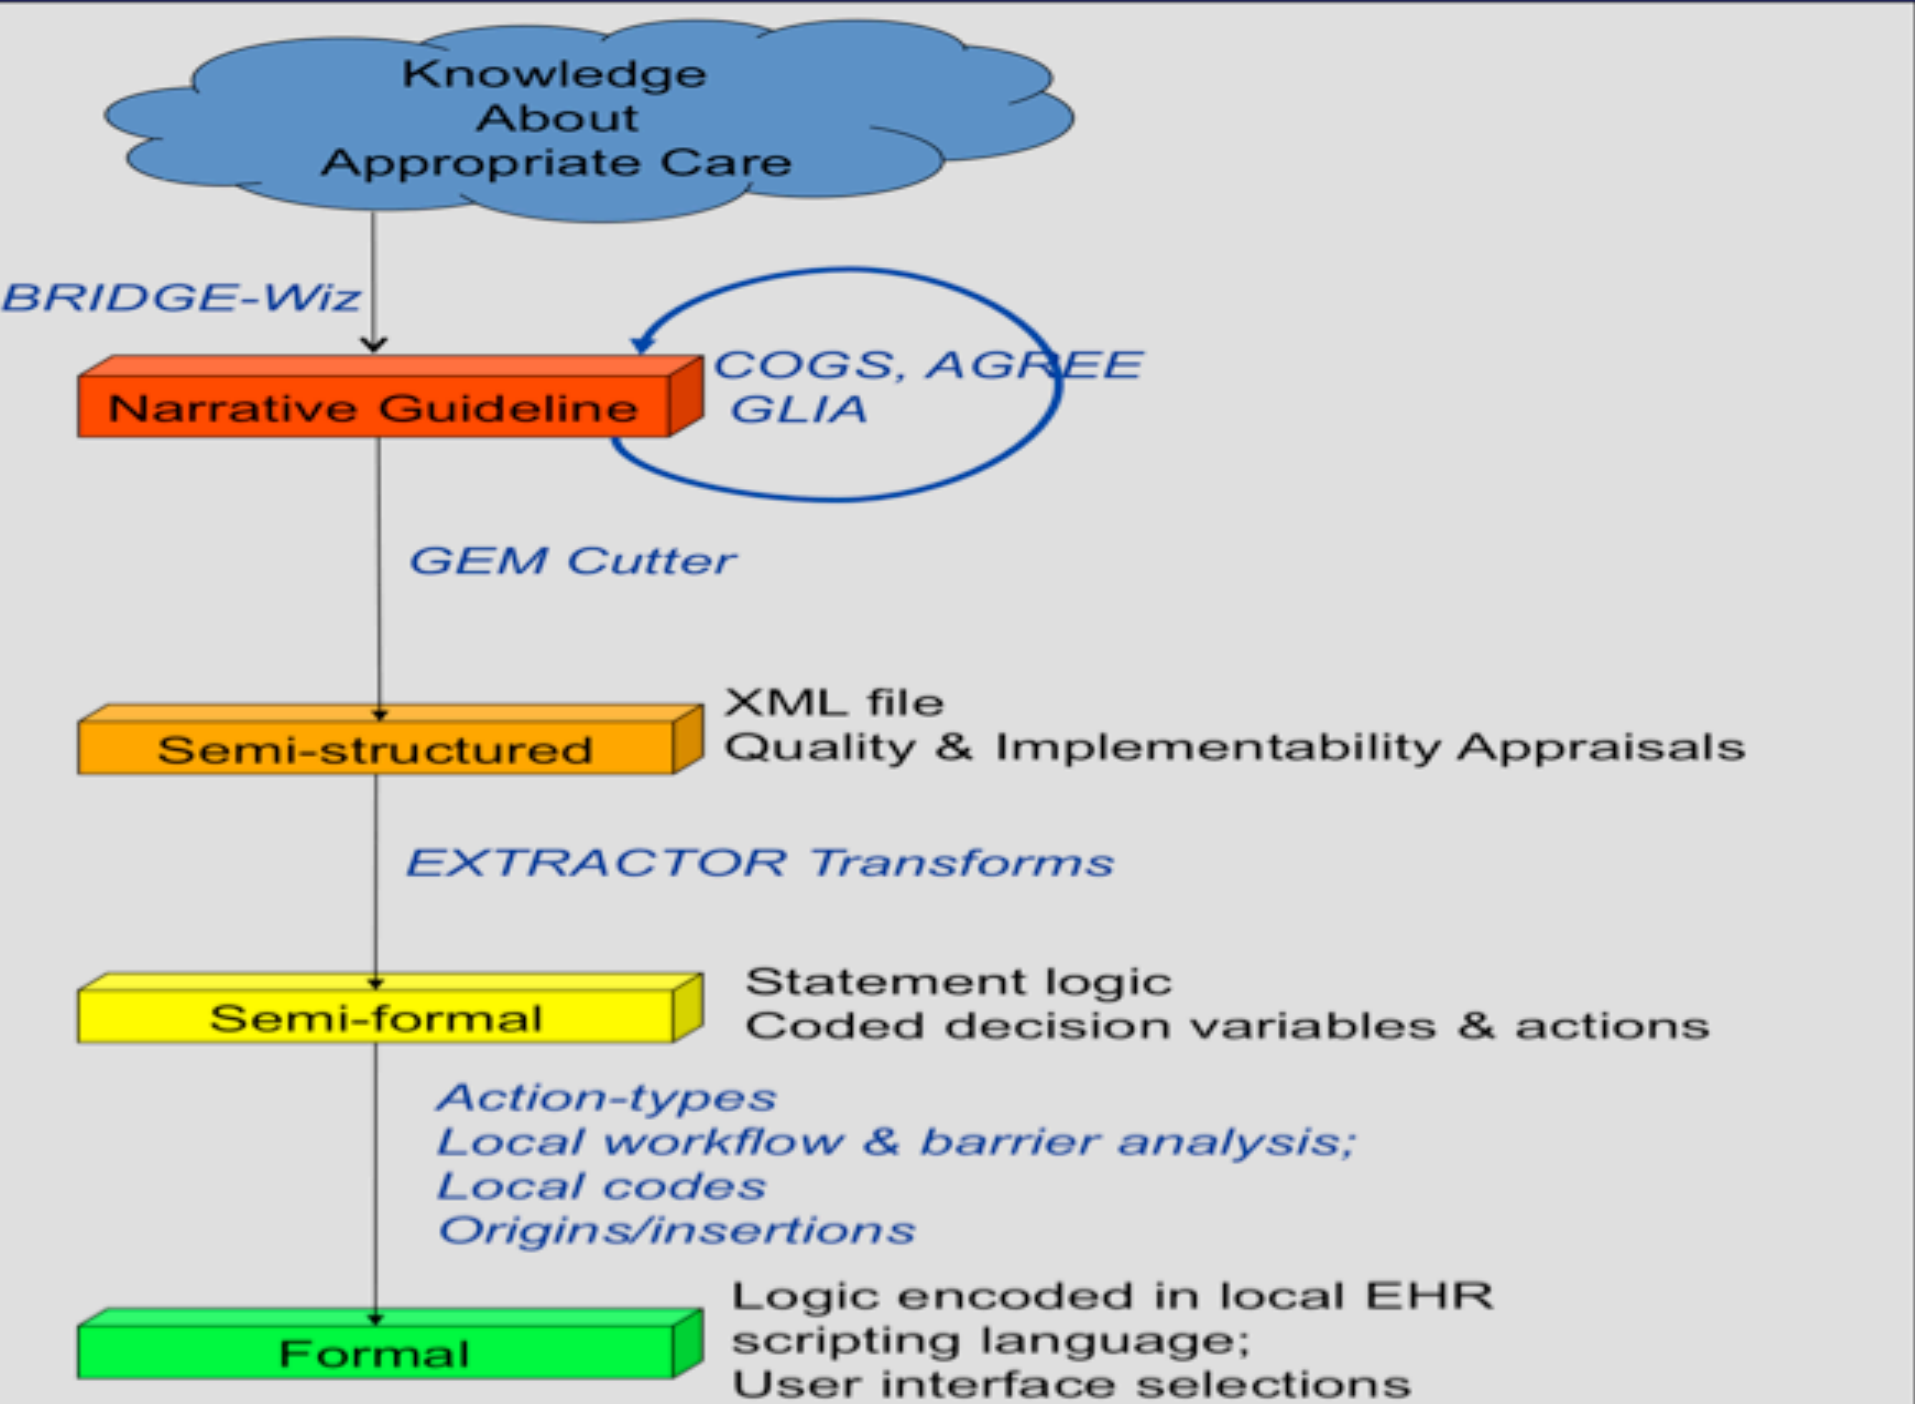 Knowledge
About
Appropriate Care
BRIDGE-Wiz
COGS, AGREE
GLIA
Narrative Guideline
GEM Cutter
XML file
Quality & Implementability Appraisals
Semi-structured
EXTRACTOR Transforms
Statement logic
Coded decision variables & actions
Semi-formal
Action-types
Local workflow & barrier analysis;
Local codes
Origins/insertions
Logic encoded in local EHR
scripting language;
User interface selections
Formal